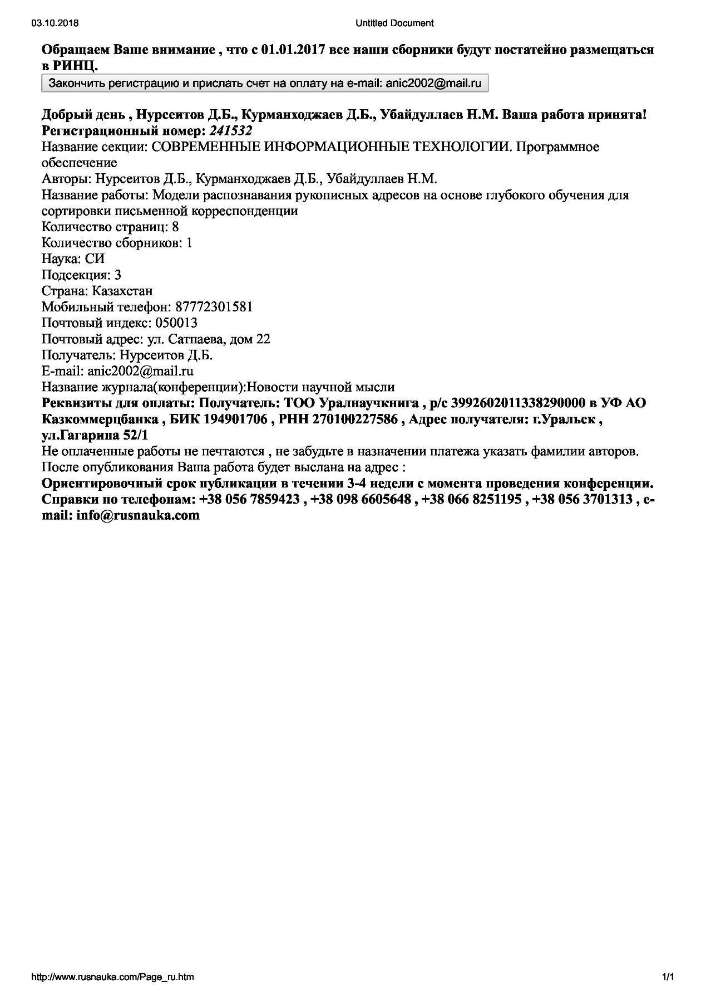 03.10.2018 Untitled Document
Обращаем Ваше внимание , что с 01.01.2017 все наши сборники будут постатейно размещаться
в РИНЦ.
Закончить регистрацию и прислать счет на оплату на e-mail: anic2002@mail.ru
Добрый день , Нурсеитов Д.Б., Курманходжаев Д.Б., Убайдуллаев Н.М. Ваша работа принята!
Регистрационный номер: 241532
Название секции: СОВРЕМЕННЫЕ ИНФОРМАЦИОННЫЕ ТЕХНОЛОГИИ. Программное
обеспечение
Авторы: Нурсеитов Д.Б., Курманходжаев Д.Б., Убайдуллаев Н.М.
Название работы: Модели распознавания рукописных адресов на основе глубокого обучения для
сортировки письменной корреспонденции
Количество страниц: 8
Количество сборников: 1
Наука: СИ
Подсекция: 3
Страна: Казахстан
Мобильный телефон: 87772301581
Почтовый индекс: 050013
Почтовый адрес: ул. Сатпаева, дом 22
Получатель: Нурсеитов Д.Б.
E-mail: anic2002@mail.ru
Название журнала(конференции):Новости научной мысли
Реквизиты для оплаты: Получатель: ТОО Уралнаучкнига , р/с 3992602011338290000 в УФ АО
Казкоммерцбанка , БИК 194901706 , РНН 270100227586 , Адрес получателя: г.Уральск ,
ул.Гагарина 52/1
Не оплаченные работы не печтаются , не забудьте в назначении платежа указать фамилии авторов.
После опубликования Ваша работа будет выслана на адрес :
Ориентировочный срок публикации в течении 3-4 недели с момента проведения конференции.
Справки по телефонам: +38 056 7859423 , +38 098 6605648 , +38 066 8251195 , +38 056 3701313 , e-
mail: info@rusnauka.com
http://www.rusnauka.com/Page_ru.htm 1/1